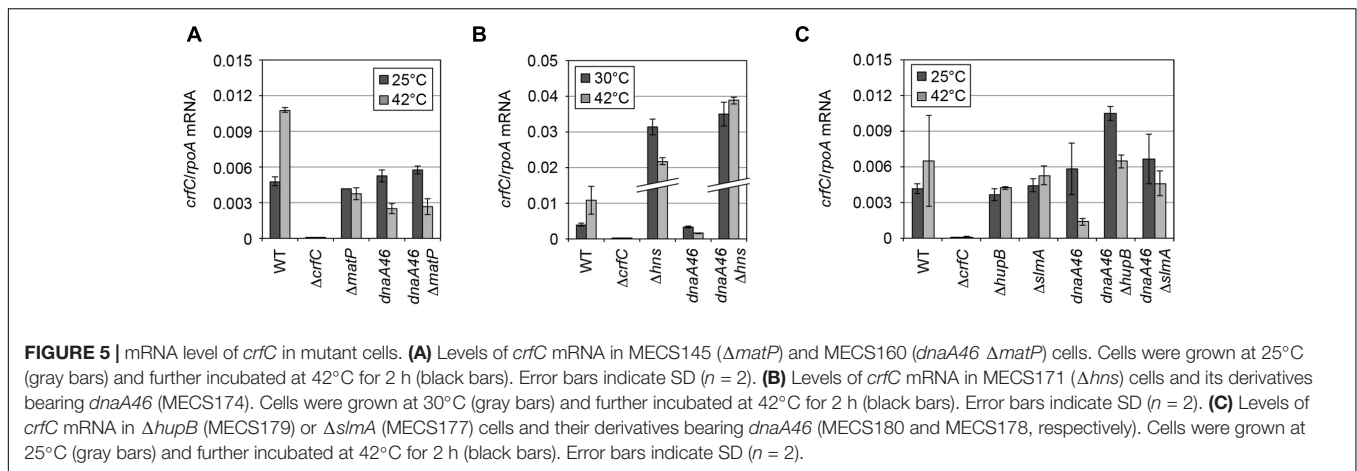 A
0.015
0.012
0.009
0.006
0.003
0
crfC/rpoA mRNA
25°C
42°C
WT
ΔcrfC
ΔmatP
dnaA46
dnaA46
ΔmatP
B
0.05
0.04
0.03
0.02
0.01
0
crfC/rpoA mRNA
30°C
42°C
WT
ΔcrfC
Δhns
dnaA46
dnaA46
Δhns
C
0.015
0.012
0.009
0.006
0.003
0
crfC/rpoA mRNA
25°C
42°C
WT
ΔcrfC
ΔhupB
ΔslmA
dnaA46
dnaA46
ΔhupB
dnaA46
ΔslmA
FIGURE 5 | mRNA level of crfC in mutant cells. (A) Levels of crfC mRNA in MECS145 (ΔmatP) and MECS160 (dnaA46 ΔmatP) cells. Cells were grown at 25°C
(gray bars) and further incubated at 42°C for 2 h (black bars). Error bars indicate SD (n = 2). (B) Levels of crfC mRNA in MECS171 (Δhns) cells and its derivatives
bearing dnaA46 (MECS174). Cells were grown at 30°C (gray bars) and further incubated at 42°C for 2 h (black bars). Error bars indicate SD (n = 2). (C) Levels of
crfC mRNA in ΔhupB (MECS179) or ΔslmA (MECS177) cells and their derivatives bearing dnaA46 (MECS180 and MECS178, respectively). Cells were grown at
25°C (gray bars) and further incubated at 42°C for 2 h (black bars). Error bars indicate SD (n = 2).